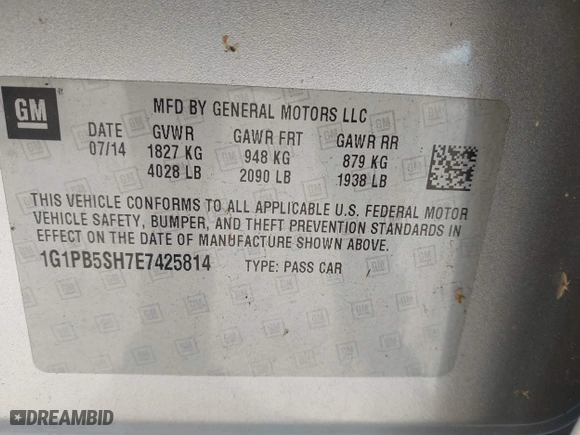 GM
MFD BY GENERAL MOTORS LLC
DATE GVWR GAWR FRT GAWR RR
07/14 1827 KG 948 KG 879 KG
4028 LB 2090 LB 1938 LB
THIS VEHICLE CONFORMS TO ALL APPLICABLE U.S. FEDERAL MOTOR
VEHICLE SAFETY, BUMPER, AND THEFT PREVENTION STANDARDS IN
EFFECT ON THE DATE OF MANUFACTURE SHOWN ABOVE.
1G1PB5SH7E7425814 TYPE: PASS CAR
DREAMBID